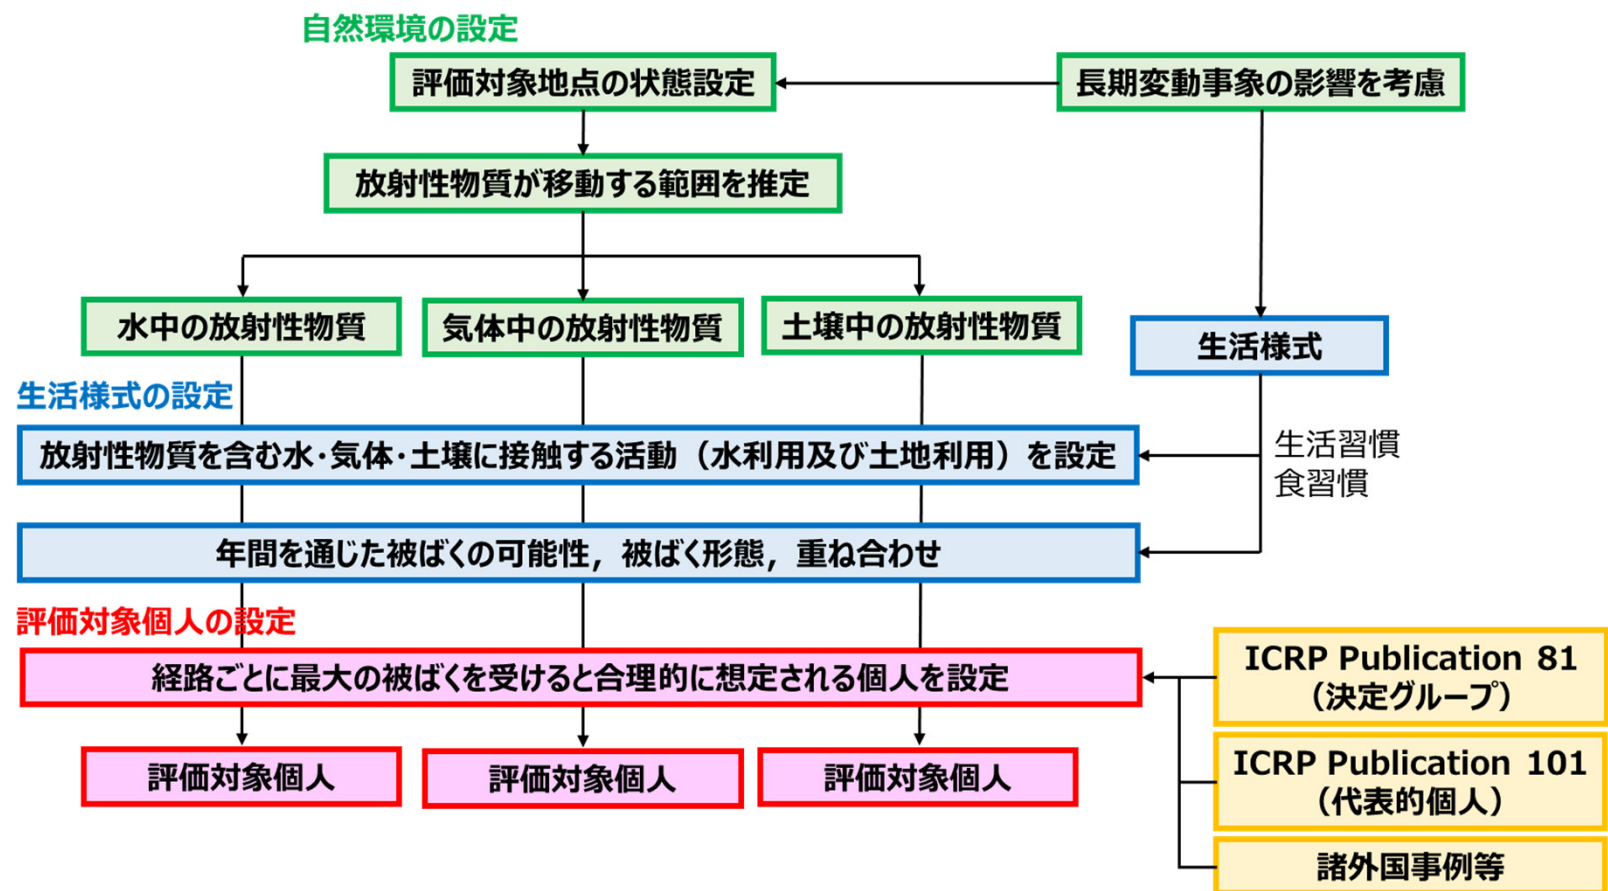 自然環境の設定
評価対象地点の状態設定
長期変動事象の影響を考慮
放射性物質が移動する範囲を推定
水中の放射性物質
気体中の放射性物質
土壌中の放射性物質
生活様式
生活様式の設定
放射性物質を含む水・気体・土壌に接触する活動（水利用及び土地利用）を設定
生活習慣
食習慣
年間を通じた被ばくの可能性，被ばく形態，重ね合わせ
評価対象個人の設定
経路ごとに最大の被ばくを受けると合理的に想定される個人を設定
ICRP Publication 81
（決定グループ）
評価対象個人
評価対象個人
評価対象個人
ICRP Publication 101
（代表的個人）
諸外国事例等